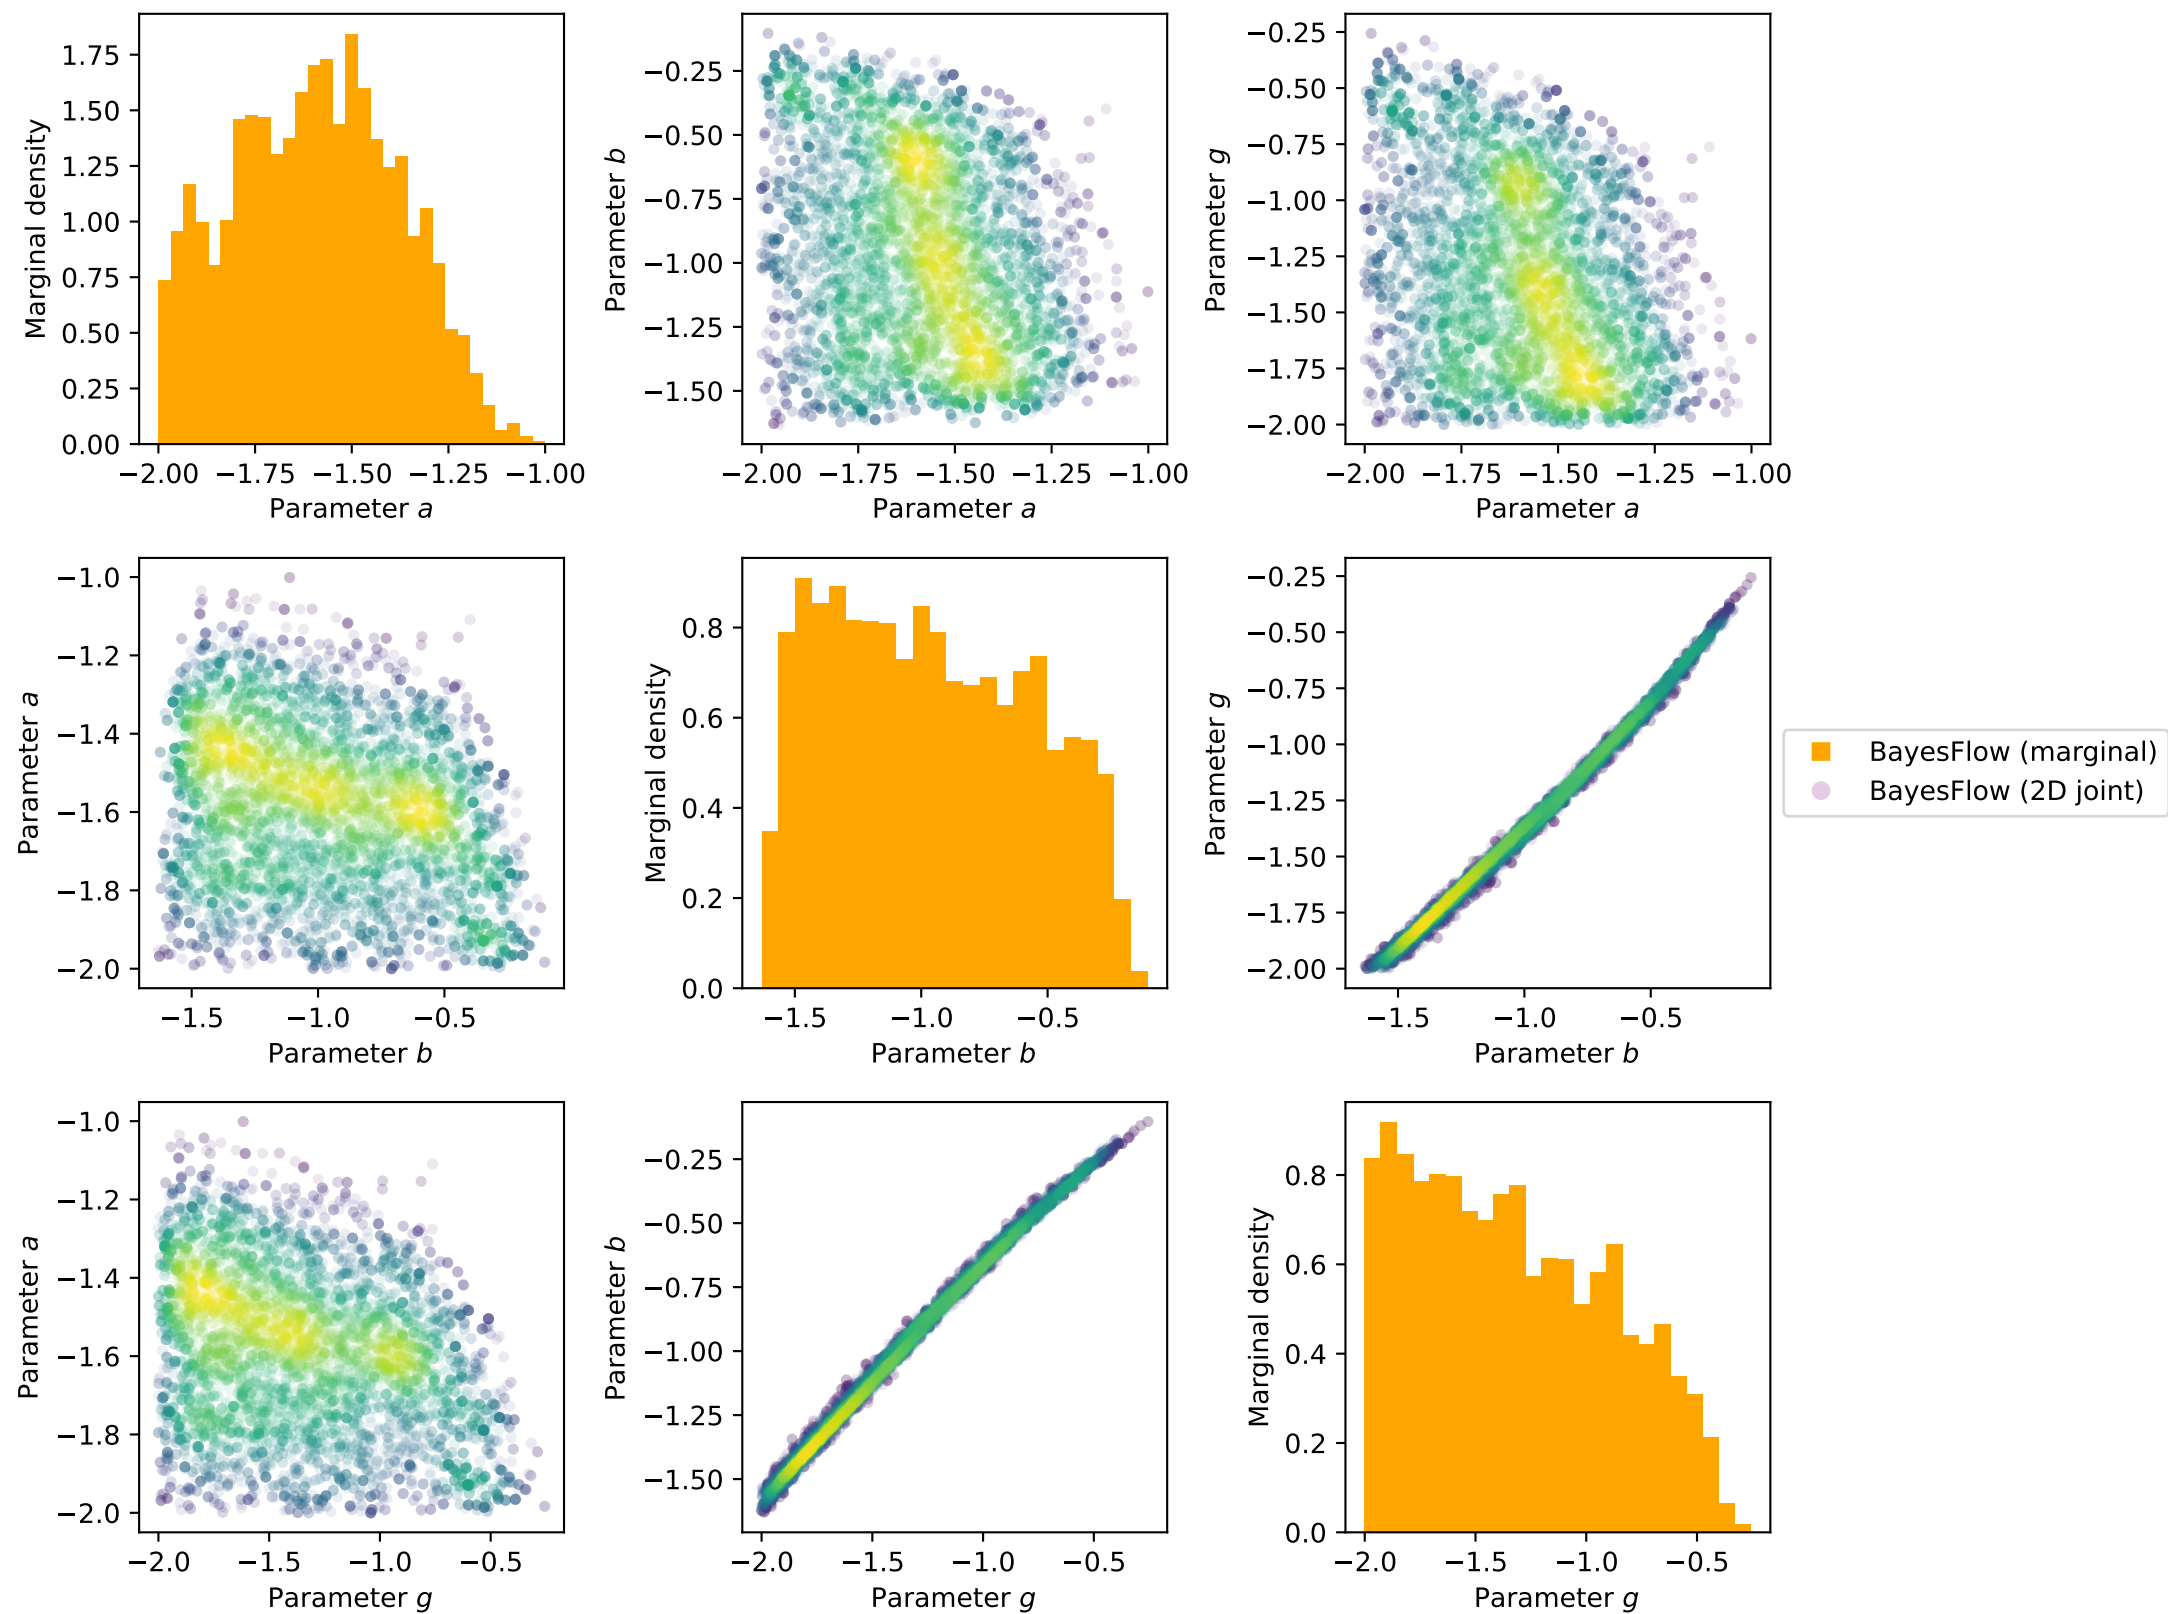 1.75
1.50
1.25
1.00
0.75
0.50
0.25
0.00
Marginal density
−2.00 −1.75 −1.50 −1.25 −1.00
Parameter a
−0.25
−0.50
−0.75
−1.00
−1.25
−1.50
Parameter b
−2.00 −1.75 −1.50 −1.25 −1.00
Parameter a
−0.25
−0.50
−0.75
−1.00
−1.25
−1.50
−1.75
−2.00
Parameter g
−2.00 −1.75 −1.50 −1.25 −1.00
Parameter a
−1.0
−1.2
−1.4
−1.6
−1.8
−2.0
Parameter a
−1.5 −1.0 −0.5
Parameter b
0.8
0.6
0.4
0.2
0.0
Marginal density
−1.5 −1.0 −0.5
Parameter b
−0.25
−0.50
−0.75
−1.00
−1.25
−1.50
−1.75
−2.00
Parameter g
−1.5 −1.0 −0.5
Parameter b
BayesFlow (marginal)
BayesFlow (2D joint)
−1.0
−1.2
−1.4
−1.6
−1.8
−2.0
Parameter a
−2.0 −1.5 −1.0 −0.5
Parameter g
−0.25
−0.50
−0.75
−1.00
−1.25
−1.50
Parameter b
−2.0 −1.5 −1.0 −0.5
Parameter g
0.8
0.6
0.4
0.2
0.0
Marginal density
−2.0 −1.5 −1.0 −0.5
Parameter g